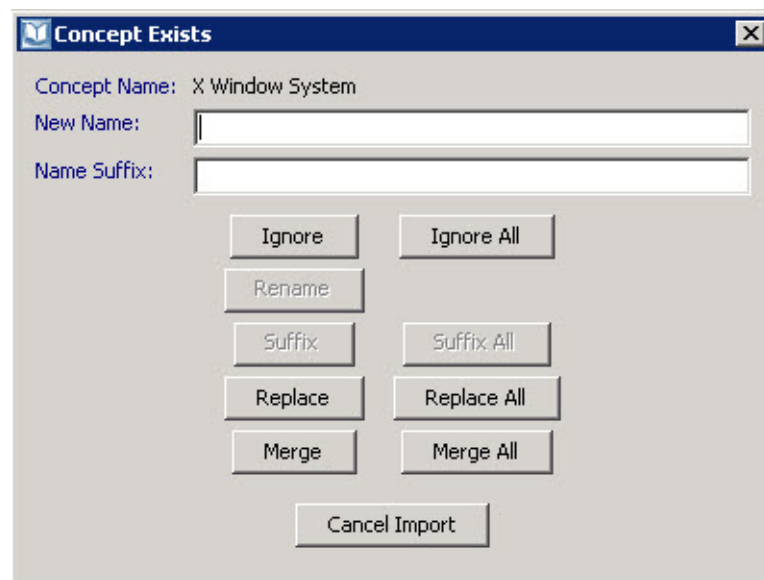 Concept Exists
Concept Name: X Window System
New Name:
Name Suffix:
Ignore Ignore All
Rename
Suffix Suffix All
Replace Replace All
Merge Merge All
Cancel Import